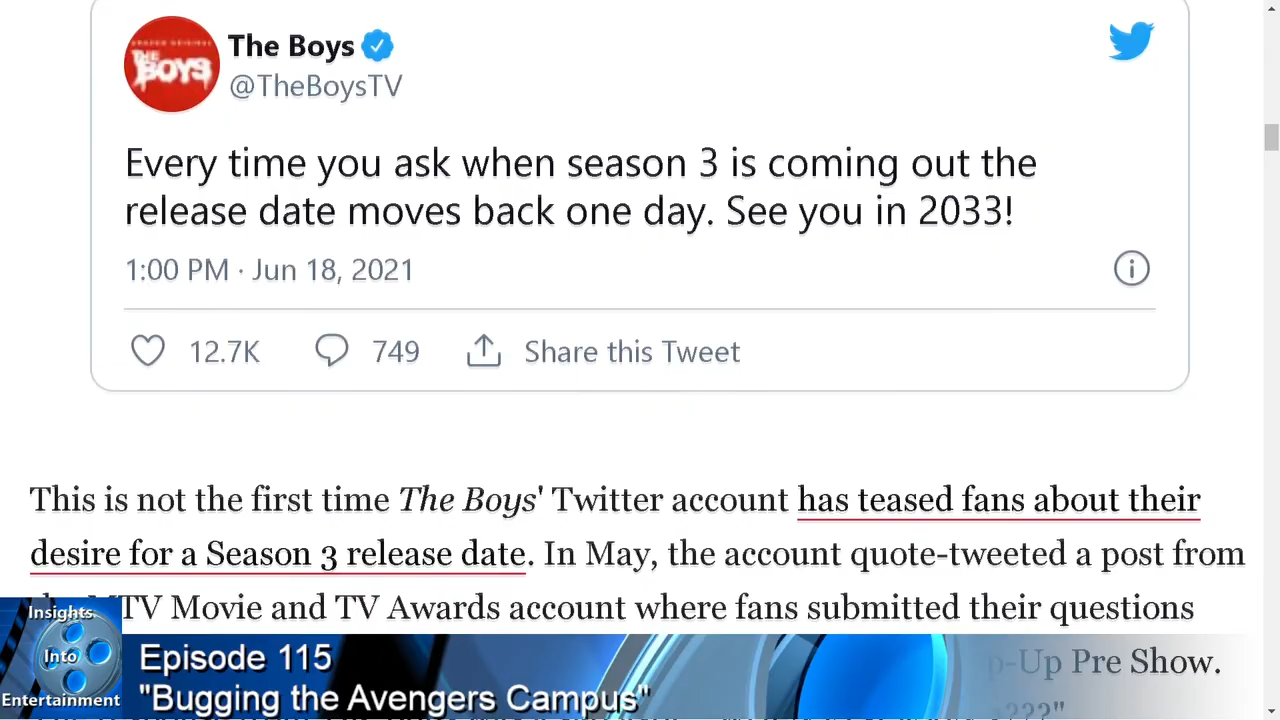 THE BOYS
The Boys
@TheBoysTV
Every time you ask when season 3 is coming out the
release date moves back one day. See you in 2033!
1:00 PM · Jun 18, 2021
12.7K 749 Share this Tweet
This is not the first time The Boys' Twitter account has teased fans about their
desire for a Season 3 release date. In May, the account quote-tweeted a post from
MTV Movie and TV Awards account where fans submitted their questions
p-Up Pre Show.
Insights
Into
Entertainment
Episode 115
"Bugging the Avengers Campus"
???"